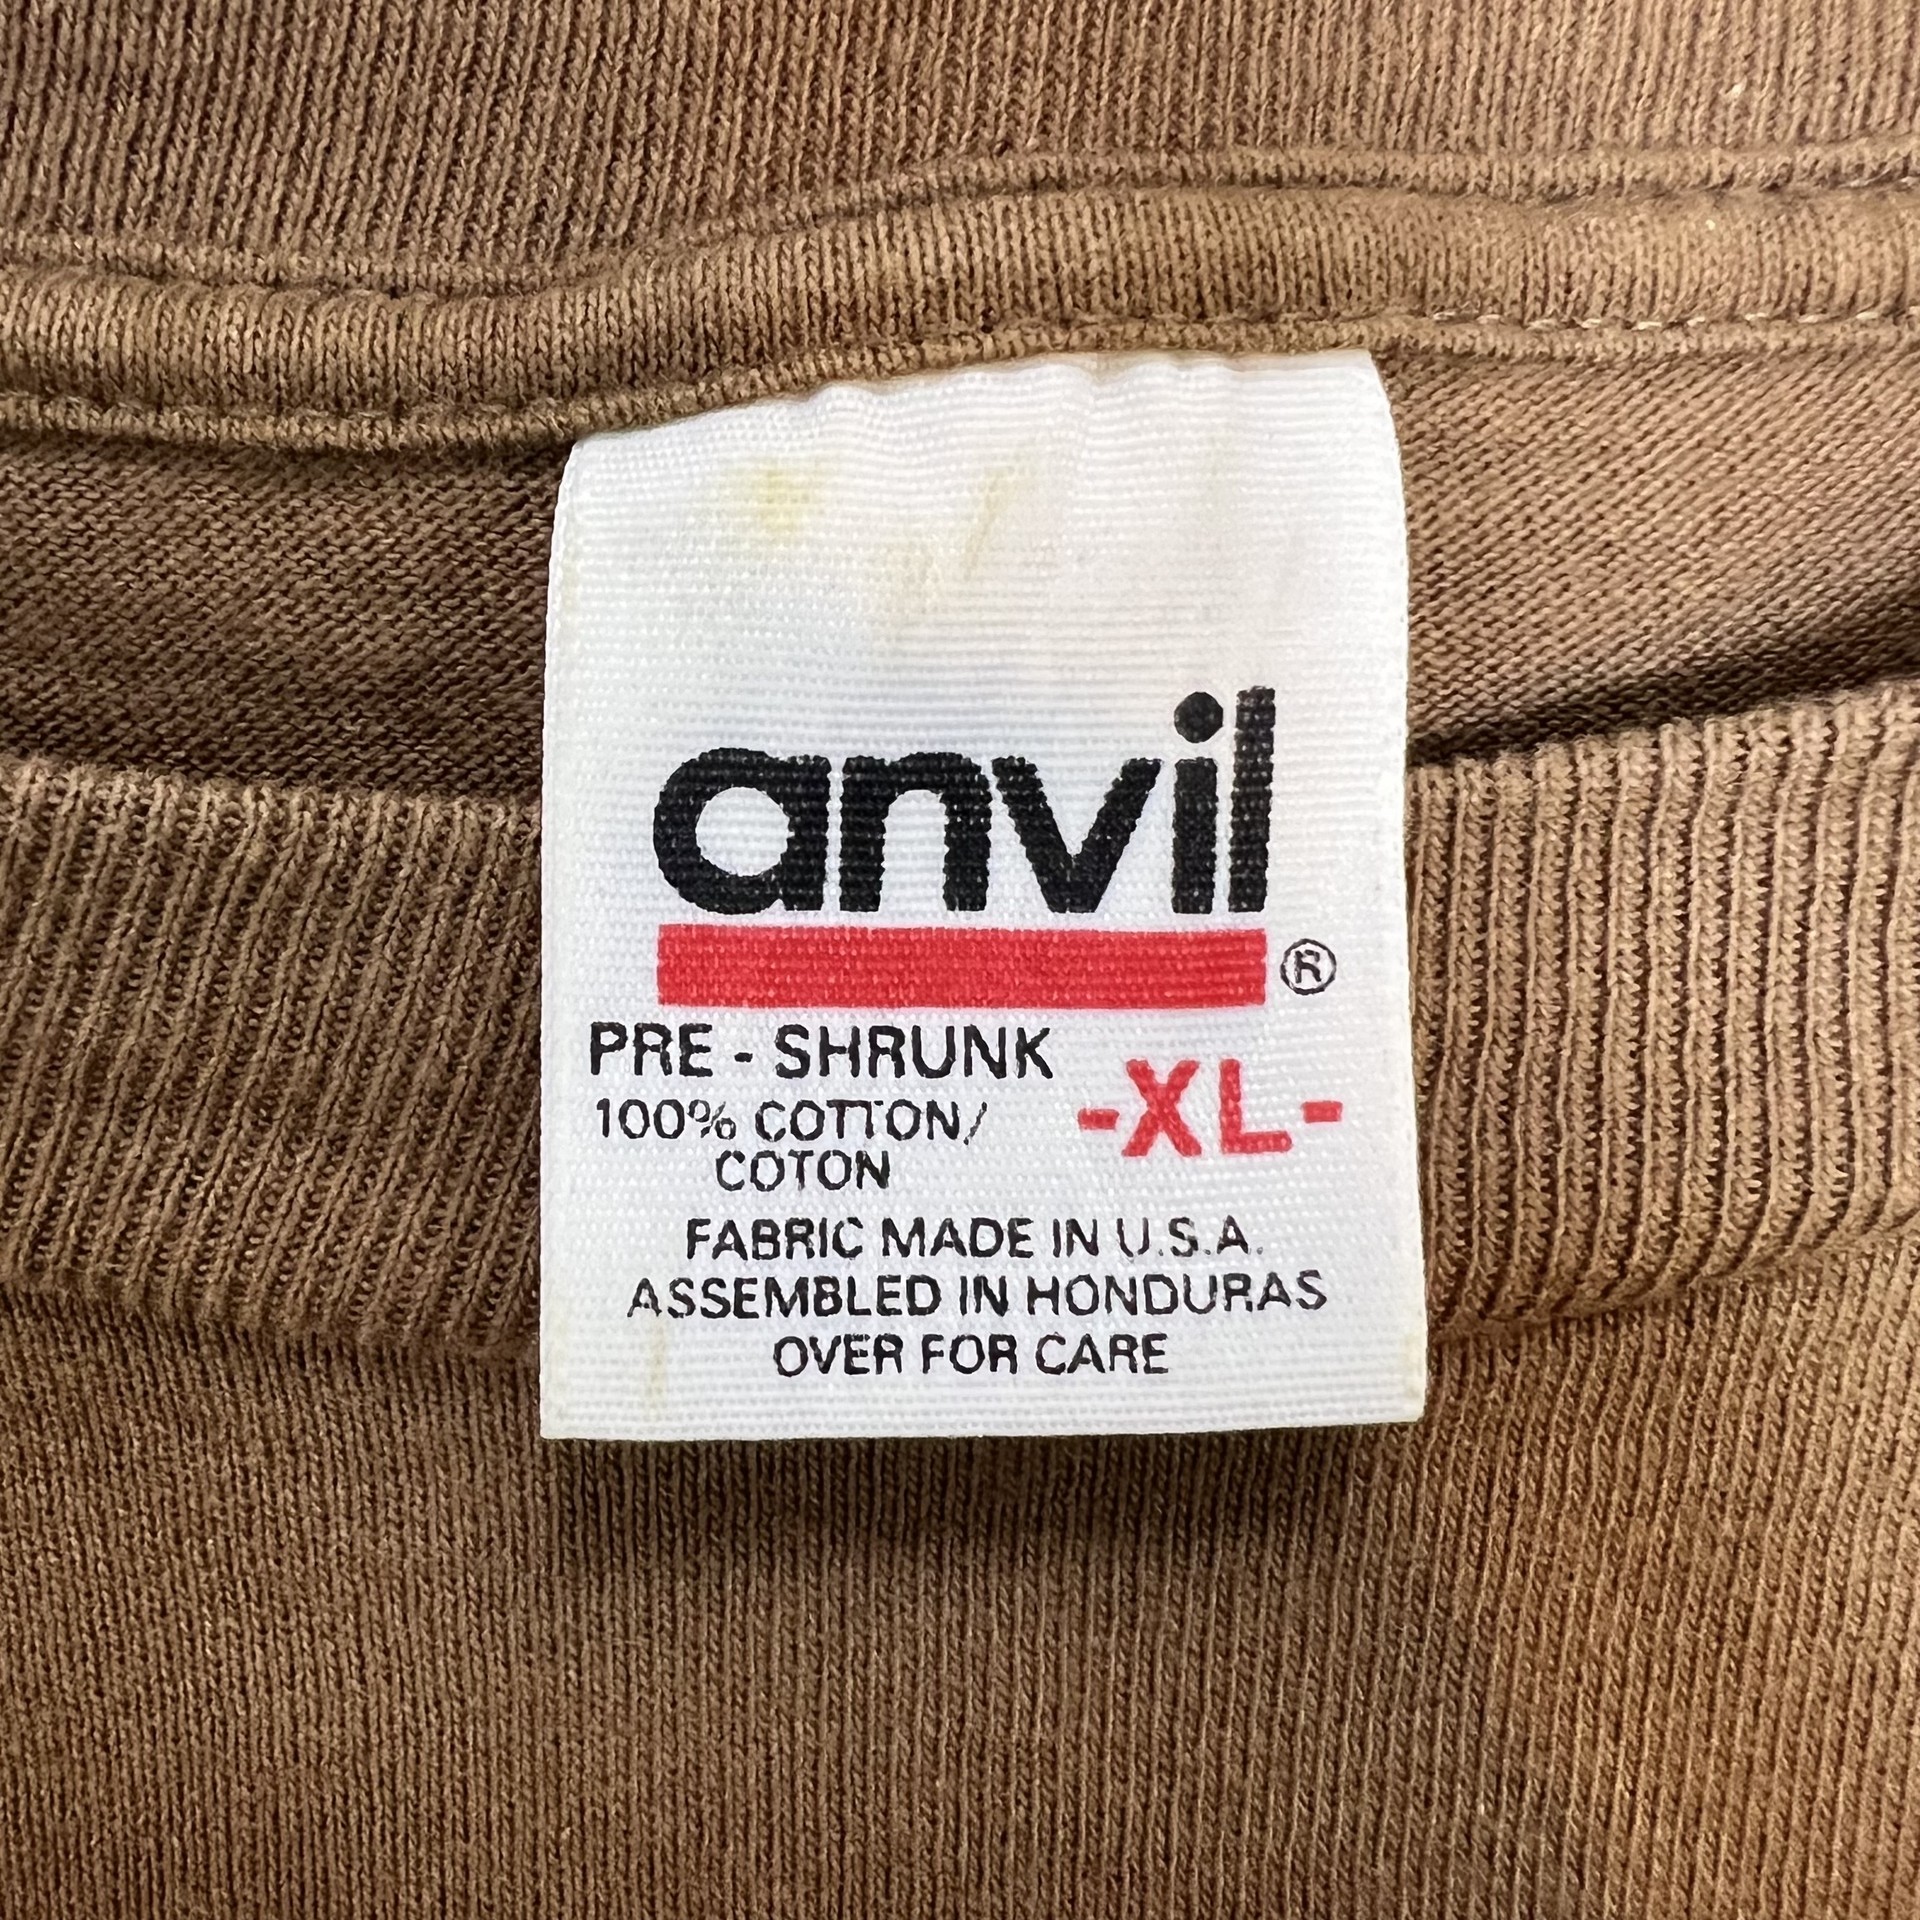 anvil
®
PRE - SHRUNK
-XL-
100% COTTON/
COTON
FABRIC MADE IN U.S.A.
ASSEMBLED IN HONDURAS
OVER FOR CARE